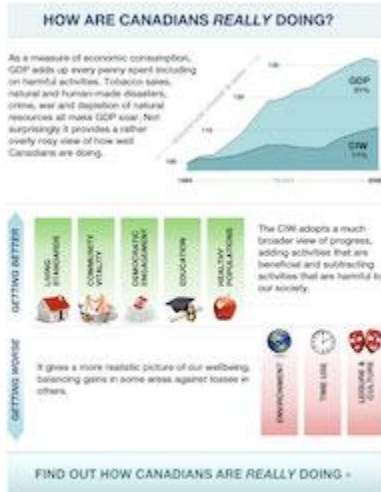 HOW ARE CANADIANS REALLY DOING?
As a measure of economic consumption,
GDP adds up every penny spent including
on harmful activities. Tobacco sales,
natural and human-made disasters,
crime, war and depletion of natural
resources all make GDP soar. Not
surprisingly it provides a rather
overly rosy view of how well
Canadians are doing.
GDP
CIW
GETTING BETTER
LIVING
STANDARDS
COMMUNITY
VITALITY
DEMOCRATIC
ENGAGEMENT
EDUCATION
HEALTHY
POPULATIONS
The CIW adopts a much
broader view of progress,
adding activities that are
beneficial and subtracting
activities that are harmful to
our society.
GETTING WORSE
It gives a more realistic picture of our wellbeing,
balancing gains in some areas against losses in
others.
ENVIRONMENT
TIME USE
LEISURE &
CULTURE
FIND OUT HOW CANADIANS ARE REALLY DOING »